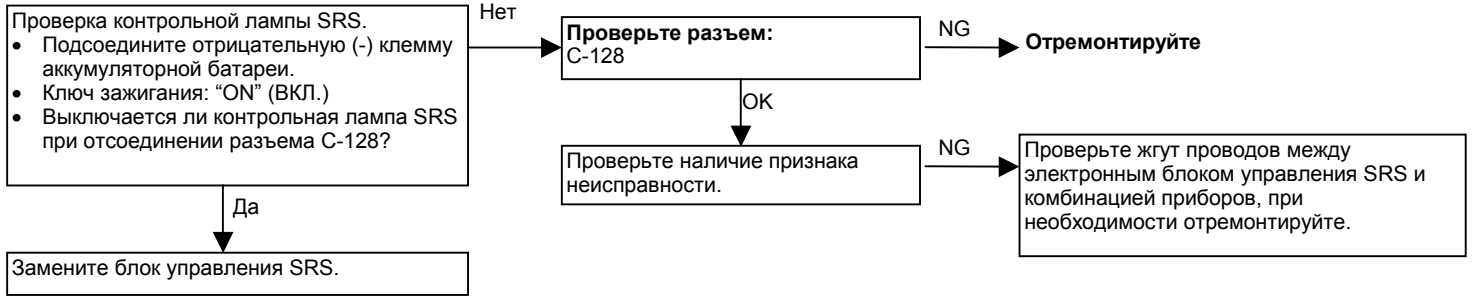 Проверка контрольной лампы SRS.
• Подсоедините отрицательную (-) клемму
аккумуляторной батареи.
• Ключ зажигания: “ON” (ВКЛ.)
• Выключается ли контрольная лампа SRS
при отсоединении разъема C-128?
Нет
Проверьте разъем:
C-128
NG
Отремонтируйте
OK
Проверьте наличие признака
неисправности.
NG
Проверьте жгут проводов между
электронным блоком управления SRS и
комбинацией приборов, при
необходимости отремонтируйте.
Да
Замените блок управления SRS.